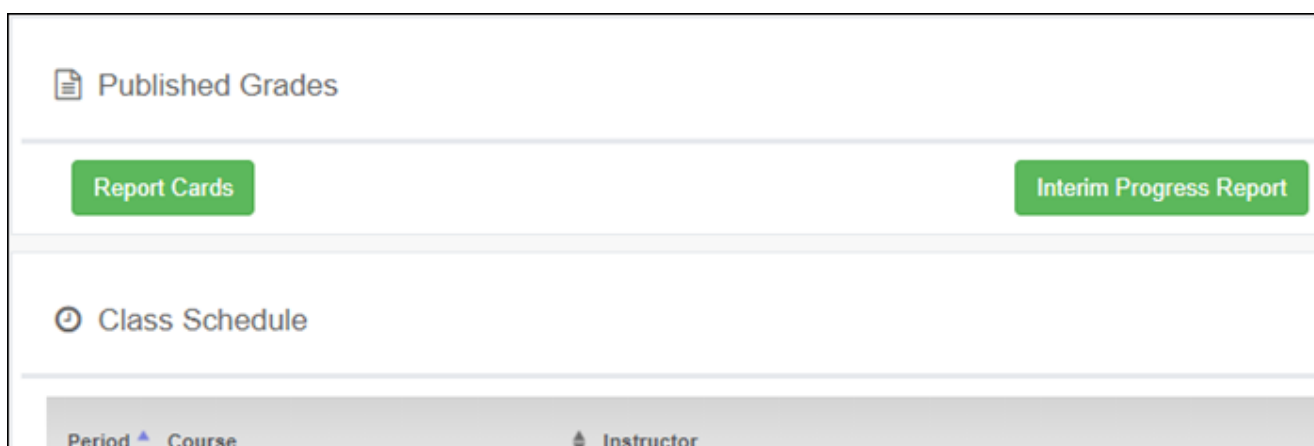 Published Grades
Report Cards Interim Progress Report
Class Schedule
Period Course Instructor